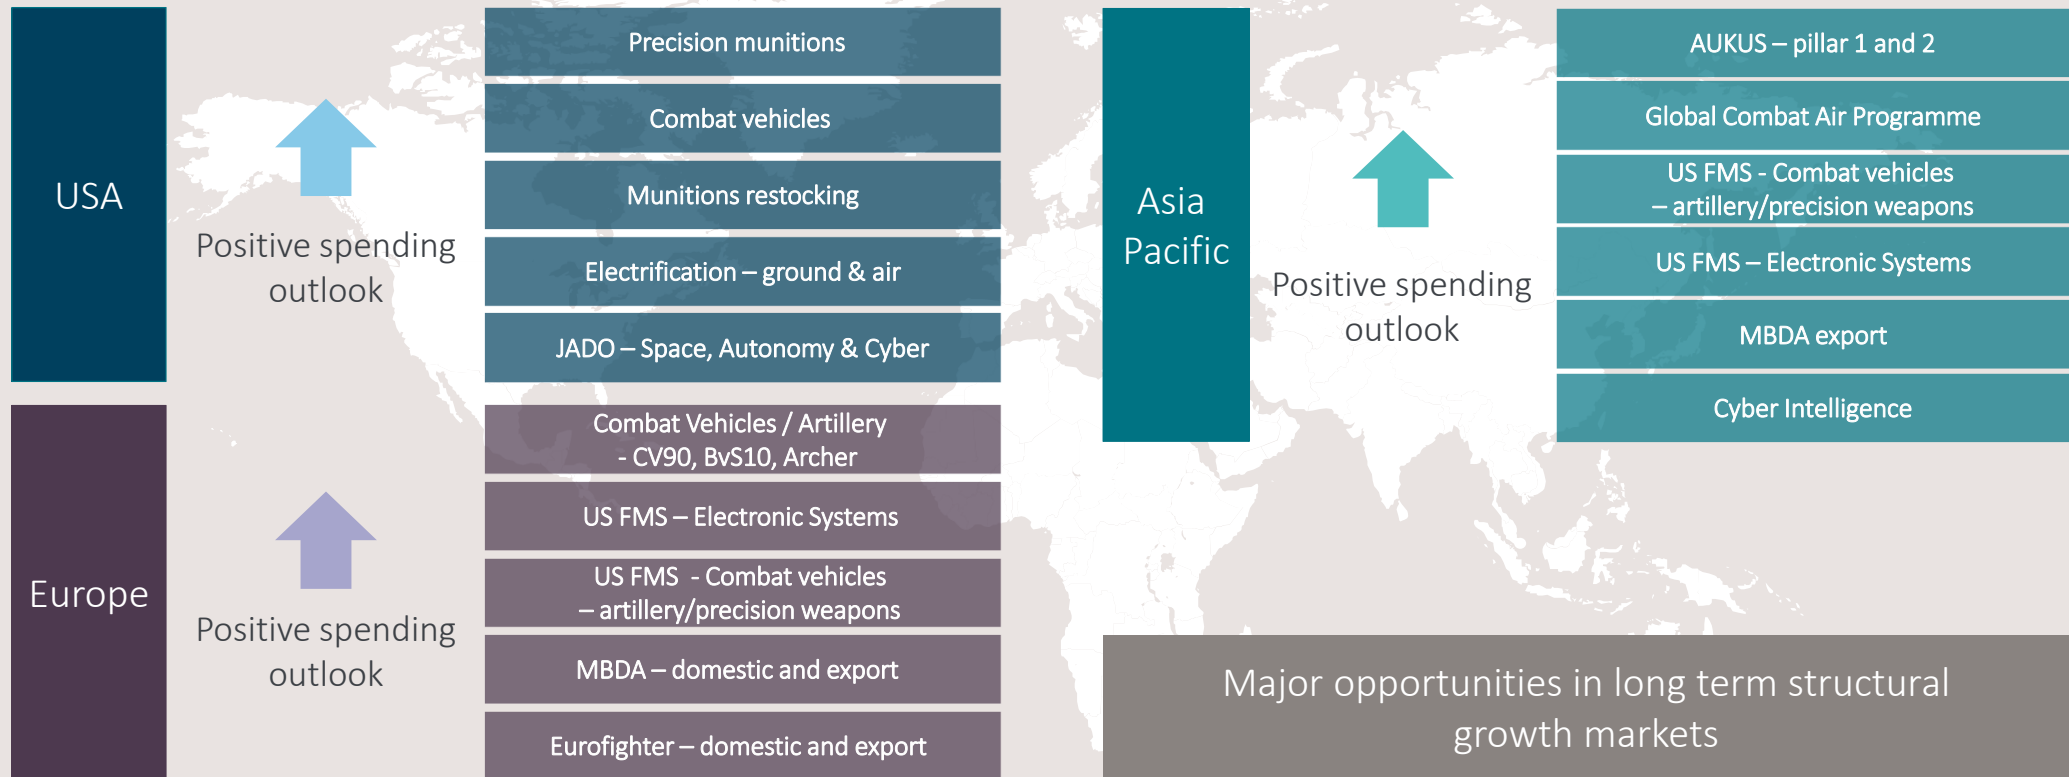 USA
Positive spending
outlook
Precision munitions
Combat vehicles
Munitions restocking
Electrification – ground & air
JADO – Space, Autonomy & Cyber
Europe
Positive spending
outlook
Combat Vehicles / Artillery
- CV90, BvS10, Archer
US FMS – Electronic Systems
US FMS - Combat vehicles
– artillery/precision weapons
MBDA – domestic and export
Eurofighter – domestic and export
Asia
Pacific
Positive spending
outlook
AUKUS – pillar 1 and 2
Global Combat Air Programme
US FMS - Combat vehicles
– artillery/precision weapons
US FMS – Electronic Systems
MBDA export
Cyber Intelligence
Major opportunities in long term structural
growth markets